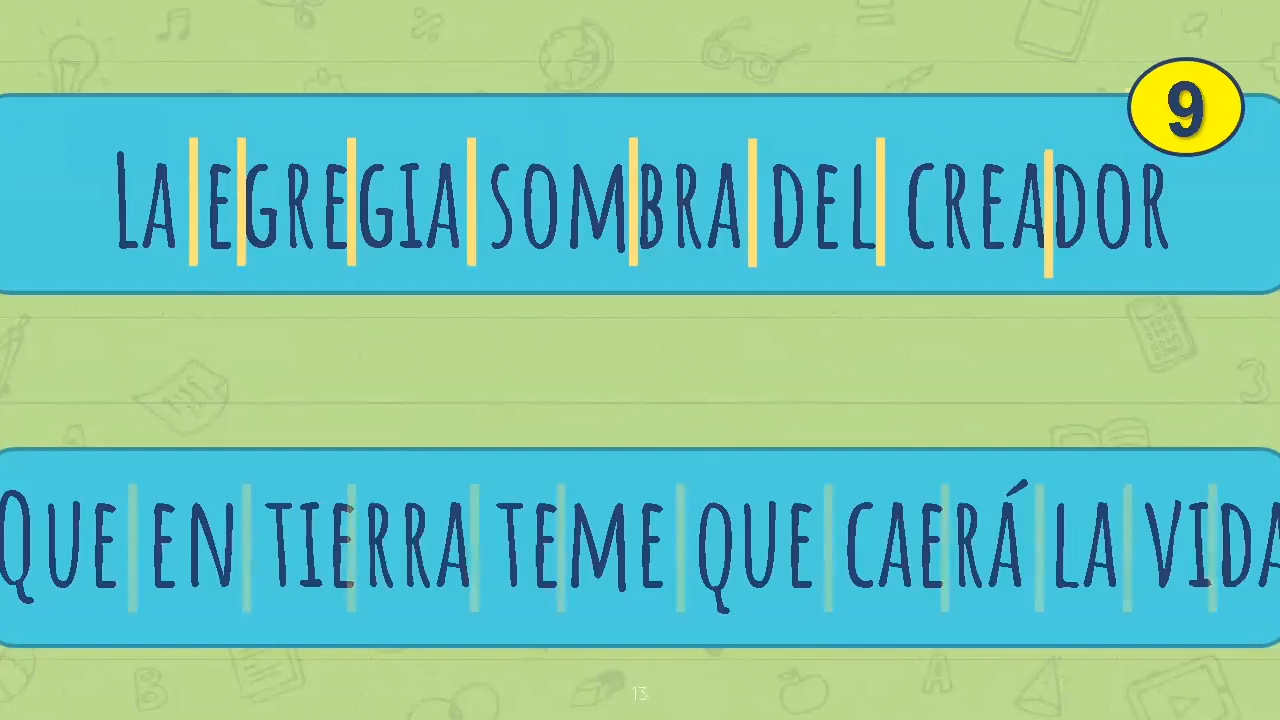 9
La egregia sombra del creador
Que en tierra teme que caerá la vida
13